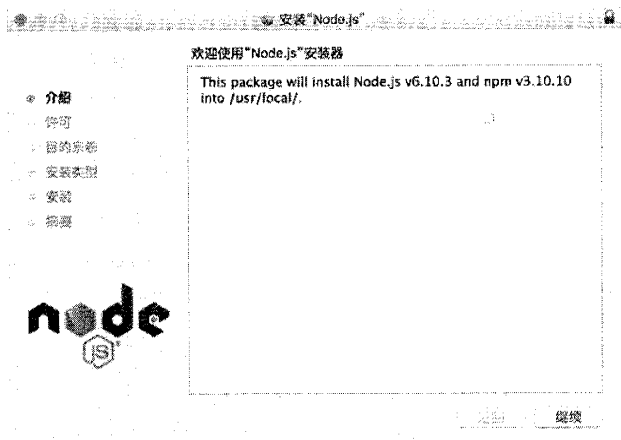 安装"Node.js"
欢迎使用"Node.js"安装器
This package will install Node.js v6.10.3 and npm v3.10.10
into /usr/local/.
介绍
许可
目的宗卷
安装类型
安装
摘要
node
JS
返回
继续